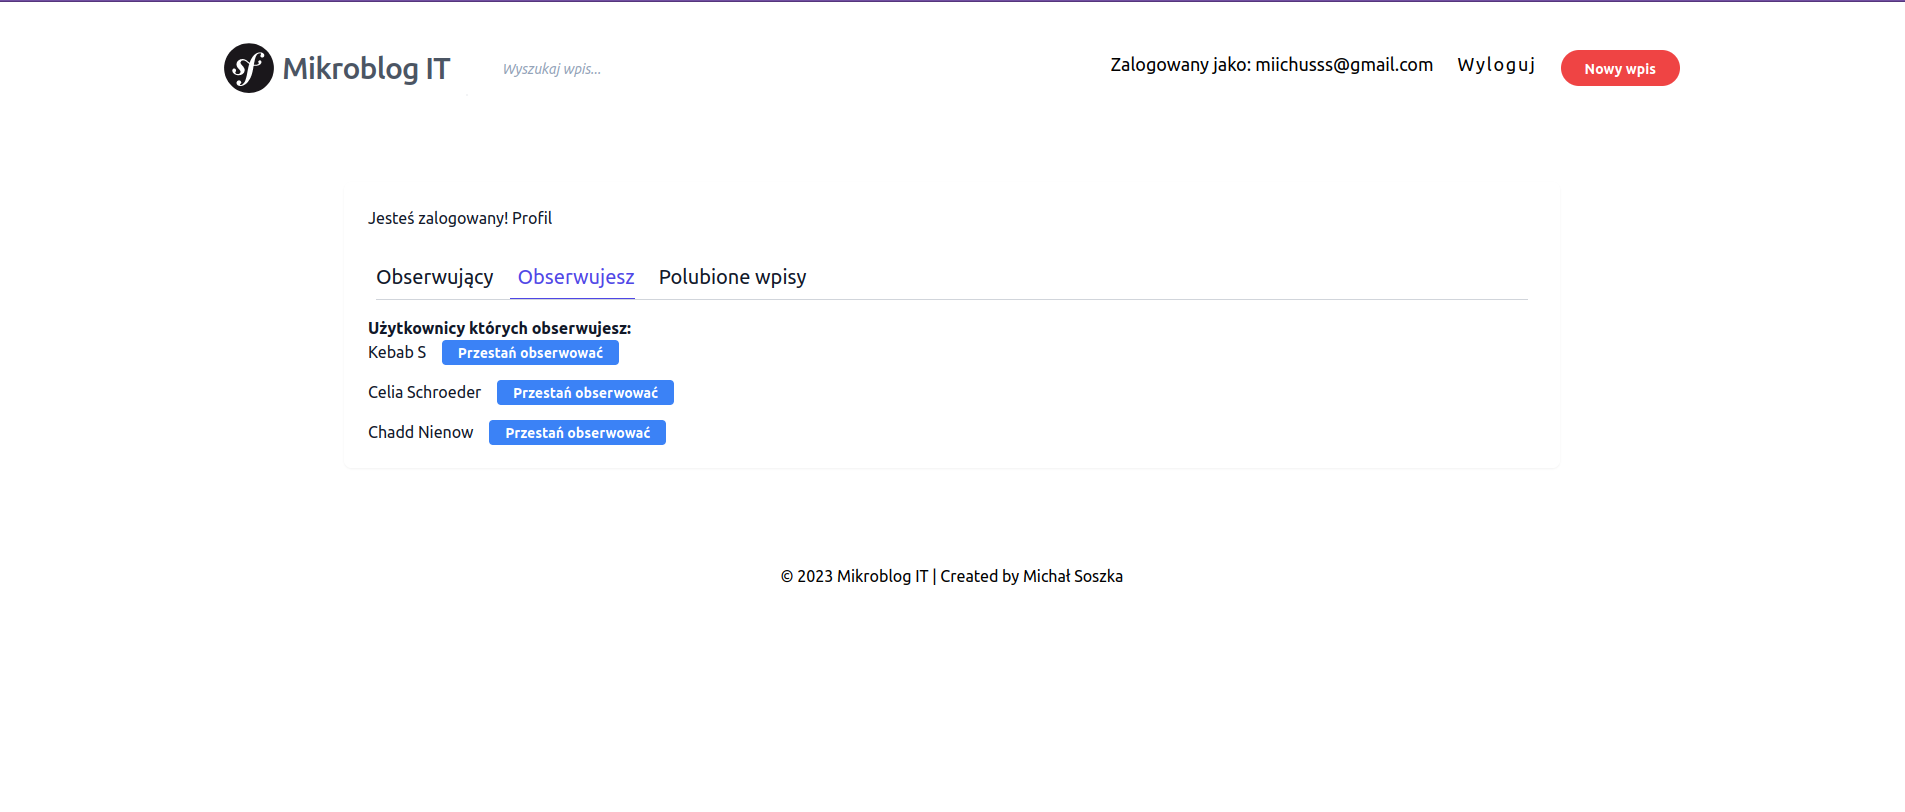 sf Mikroblog IT
Wyszukaj wpis...
Zalogowany jako: miichusss@gmail.com Wyloguj Nowy wpis
Jesteś zalogowany! Profil
Obserwujący Obserwujesz Polubione wpisy
Użytkownicy których obserwujesz:
Kebab S Przestań obserwować
Celia Schroeder Przestań obserwować
Chadd Nienow Przestań obserwować
© 2023 Mikroblog IT | Created by Michał Soszka